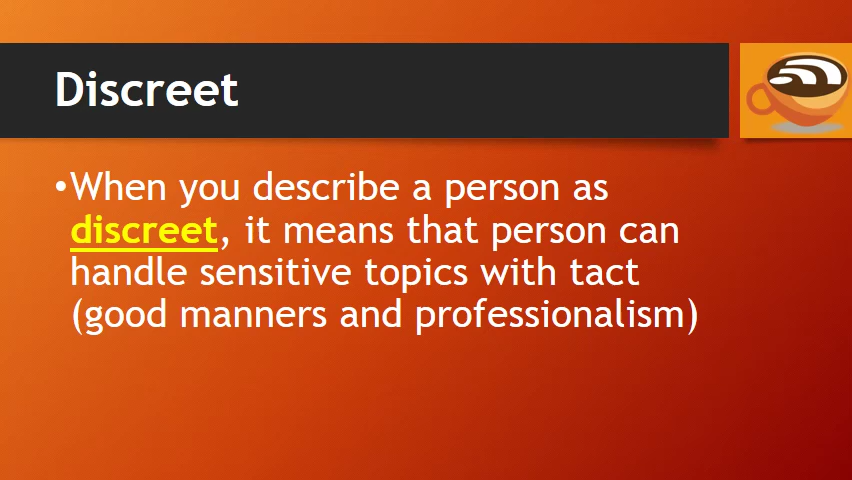 Discreet
•When you describe a person as
discreet, it means that person can
handle sensitive topics with tact
(good manners and professionalism)